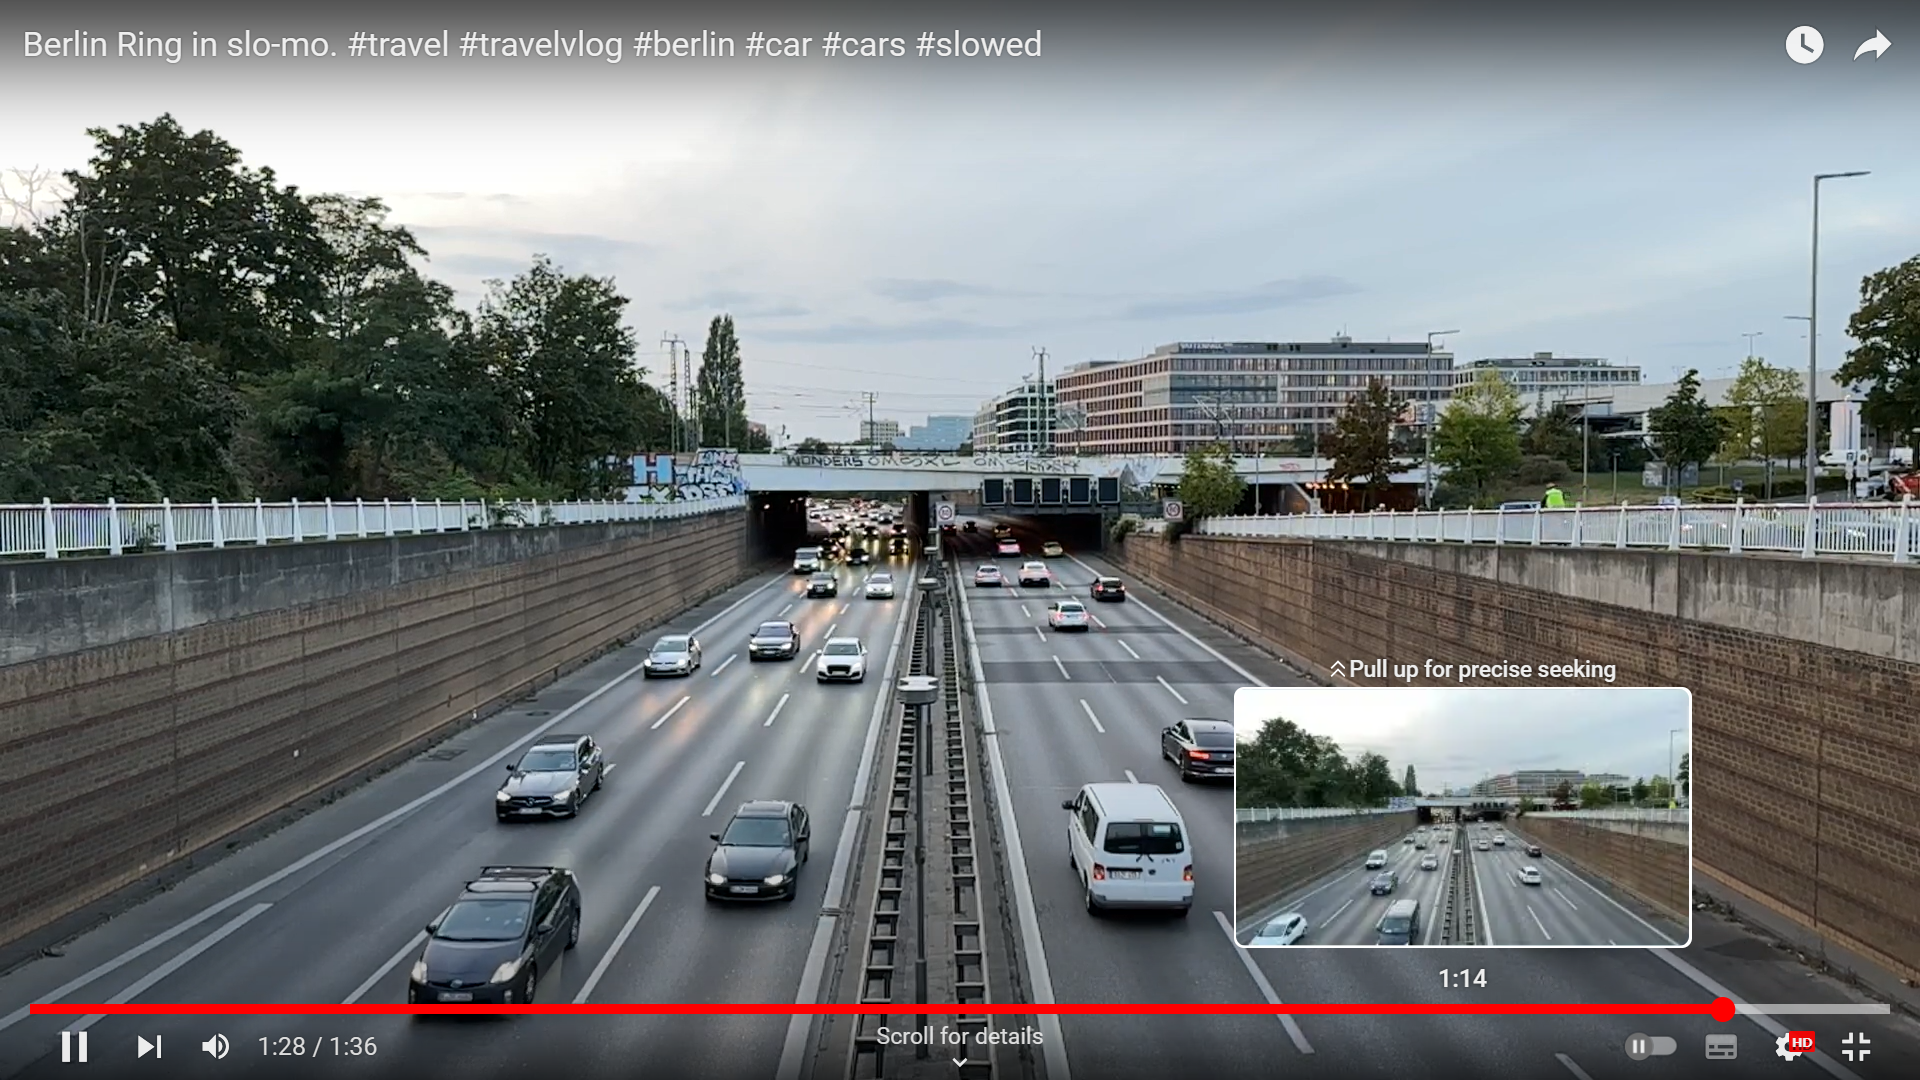 Berlin Ring in slo-mo. #travel #travelvlog #berlin #car #cars #slowed
VATTENFALL
WONDERS
Pull up for precise seeking
1:14
Scroll for details
1:28 / 1:36
HD